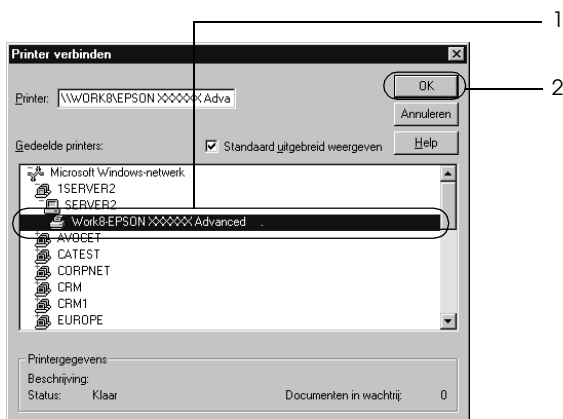 1
Printer verbinden
Printer: \\WORK8\EPSON XXXXXX Adva
OK
2
Annuleren
Gedeelde printers:
Standaard uitgebreid weergeven
Help
Microsoft Windows-netwerk
1SERVER2
SERVER2
Work8-EPSON XXXXXX Advanced .
AVOCET
CATEST
CORPNET
CRM
CRM1
EUROPE
Printergegevens
Beschrijving:
Status: Klaar Documenten in wachtrij: 0